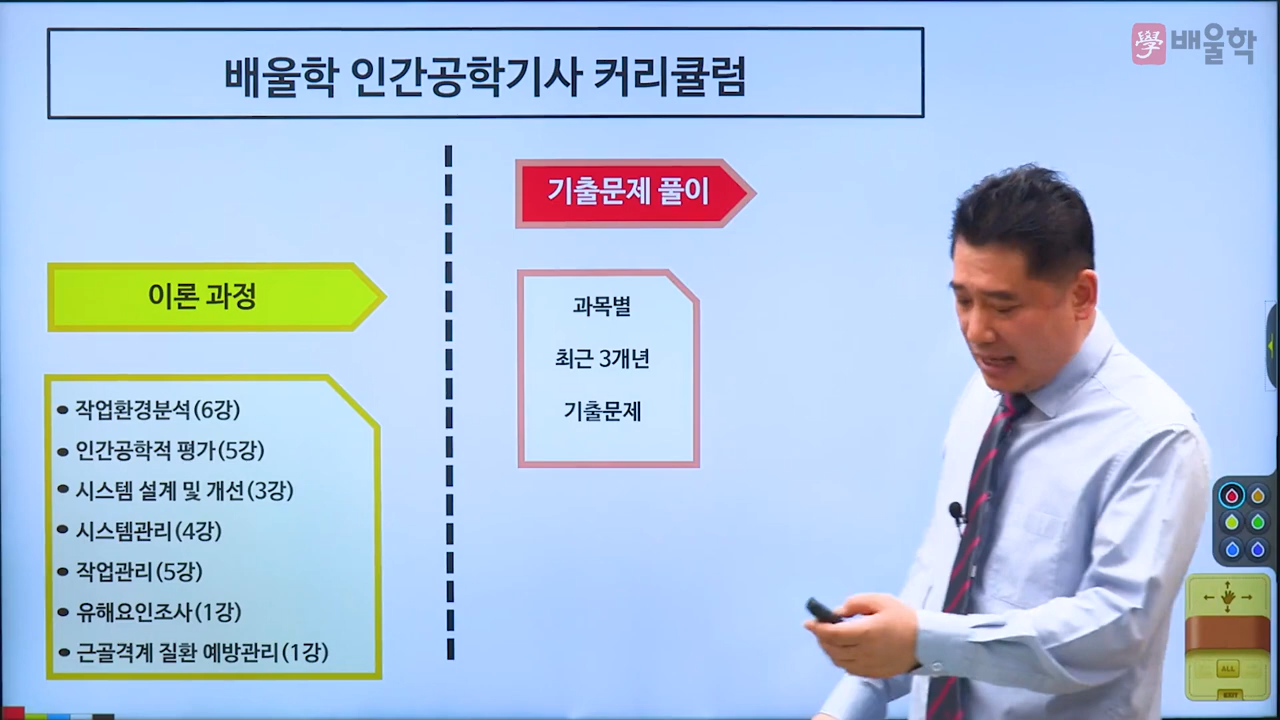 學 배울학
배울학 인간공학기사 커리큘럼
이론 과정
• 작업환경분석(6강)
• 인간공학적 평가(5강)
• 시스템 설계 및 개선(3강)
• 시스템관리(4강)
• 작업관리(5강)
• 유해요인조사(1강)
• 근골격계 질환 예방관리(1강)
기출문제 풀이
과목별
최근 3개년
기출문제
ALL
EXIT